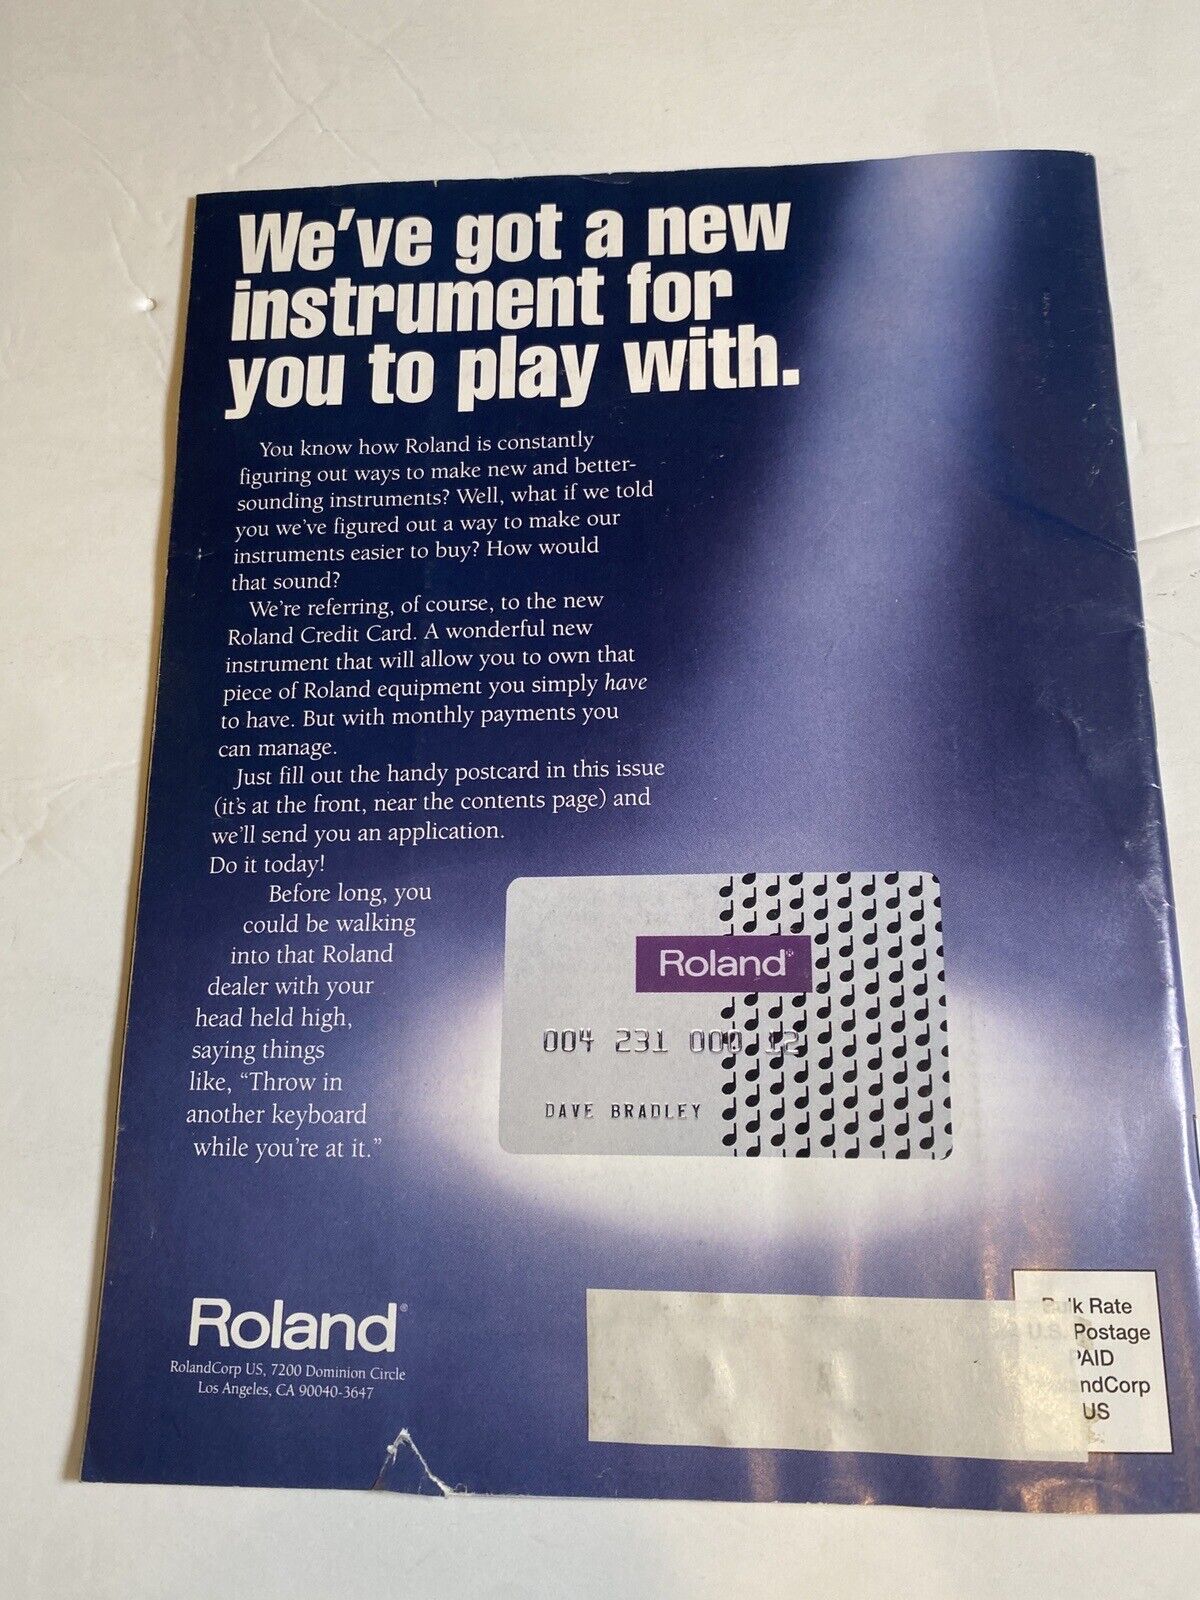 We've got a new
instrument for
you to play with.
You know how Roland is constantly
figuring out ways to make new and better-
sounding instruments? Well, what if we told
you we've figured out a way to make our
instruments easier to buy? How would
that sound?
We're referring, of course, to the new
Roland Credit Card. A wonderful new
instrument that will allow you to own that
piece of Roland equipment you simply have
to have. But with monthly payments you
can manage.
Just fill out the handy postcard in this issue
(it's at the front, near the contents page) and
we'll send you an application.
Do it today!
Before long, you
could be walking
into that Roland
dealer with your
head held high,
saying things
like, “Throw in
another keyboard
while you're at it.”
Roland®
004 231 000 12
DAVE BRADLEY
Roland®
RolandCorp US, 7200 Dominion Circle
Los Angeles, CA 90040-3647
Bulk Rate
U.S. Postage
PAID
ndCorp
US